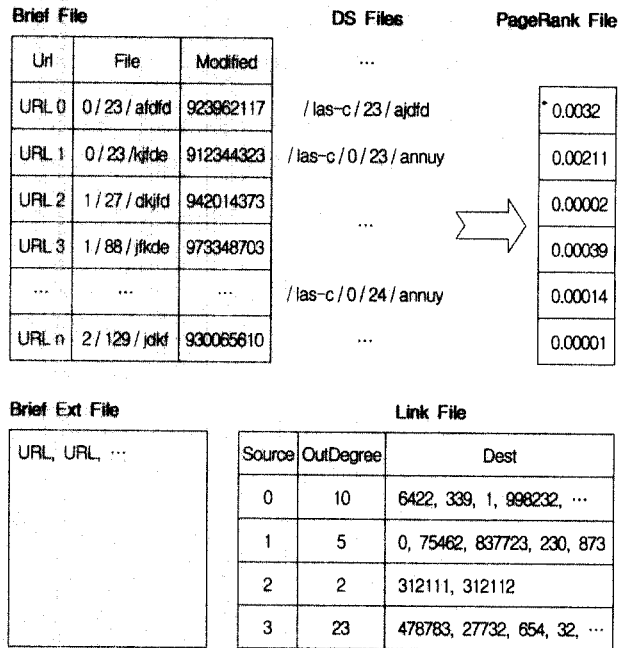 Brief File
Url File Modified
URL 0 0 / 23 / afdfd 923962117
URL 1 0 / 23 / kjfde 912344323
URL 2 1 / 27 / dkjfd 942014373
URL 3 1 / 88 / jfkde 973348703
... ... ...
URL n 2 / 129 / jdkf 930065610
DS Files
...
/ las-c / 23 / ajdfd
/ las-c / 0 / 23 / annuy
...
/ las-c / 0 / 24 / annuy
...
PageRank File
0.0032
0.00211
0.00002
0.00039
0.00014
0.00001
Brief Ext File
URL, URL, ...
Link File
Source OutDegree Dest
0 10 6422, 339, 1, 998232, ...
1 5 0, 75462, 837723, 230, 873
2 2 312111, 312112
3 23 478783, 27732, 654, 32, ...